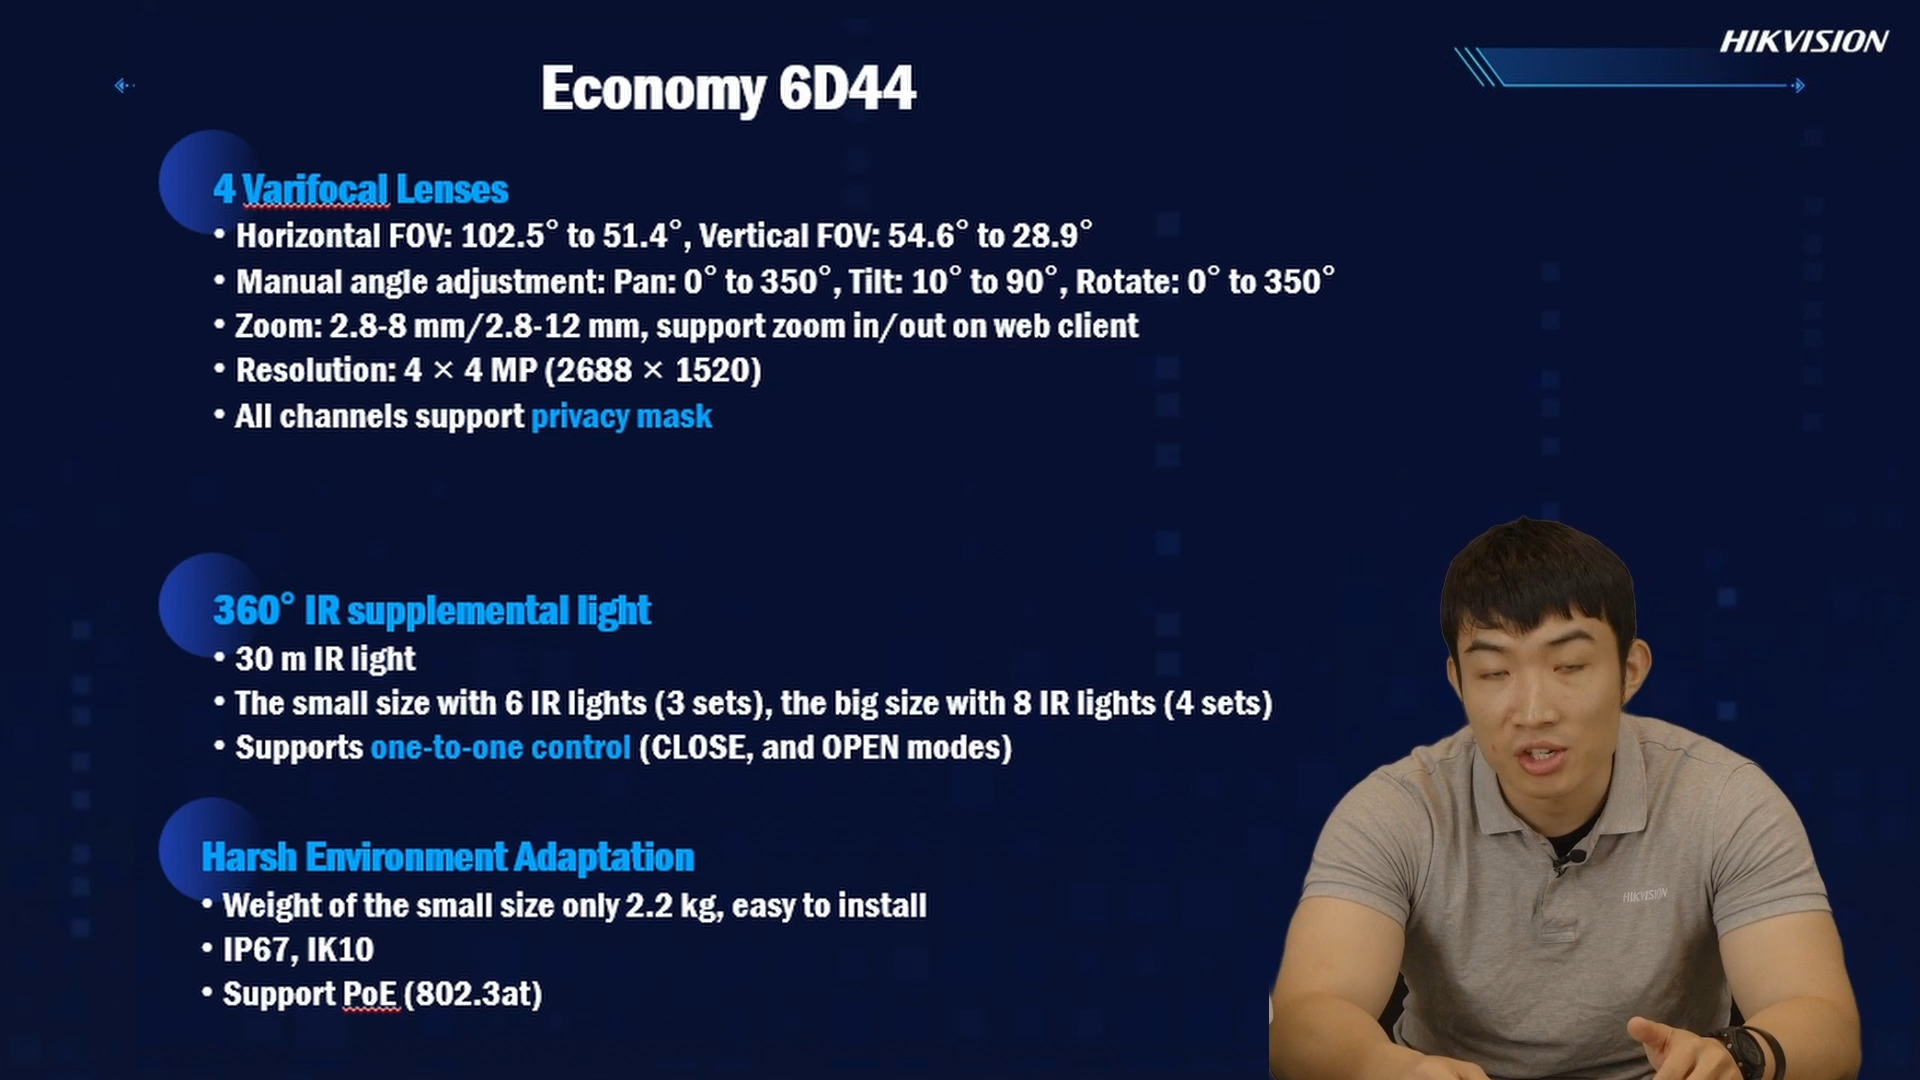 HIKVISION
Economy 6D44
4 Varifocal Lenses
• Horizontal FOV: 102.5° to 51.4°, Vertical FOV: 54.6° to 28.9°
• Manual angle adjustment: Pan: 0° to 350°, Tilt: 10° to 90°, Rotate: 0° to 350°
• Zoom: 2.8-8 mm/2.8-12 mm, support zoom in/out on web client
• Resolution: 4 × 4 MP (2688 × 1520)
• All channels support privacy mask
360° IR supplemental light
• 30 m IR light
• The small size with 6 IR lights (3 sets), the big size with 8 IR lights (4 sets)
• Supports one-to-one control (CLOSE, and OPEN modes)
Harsh Environment Adaptation
• Weight of the small size only 2.2 kg, easy to install
• IP67, IK10
• Support PoE (802.3at)
HIKVISION